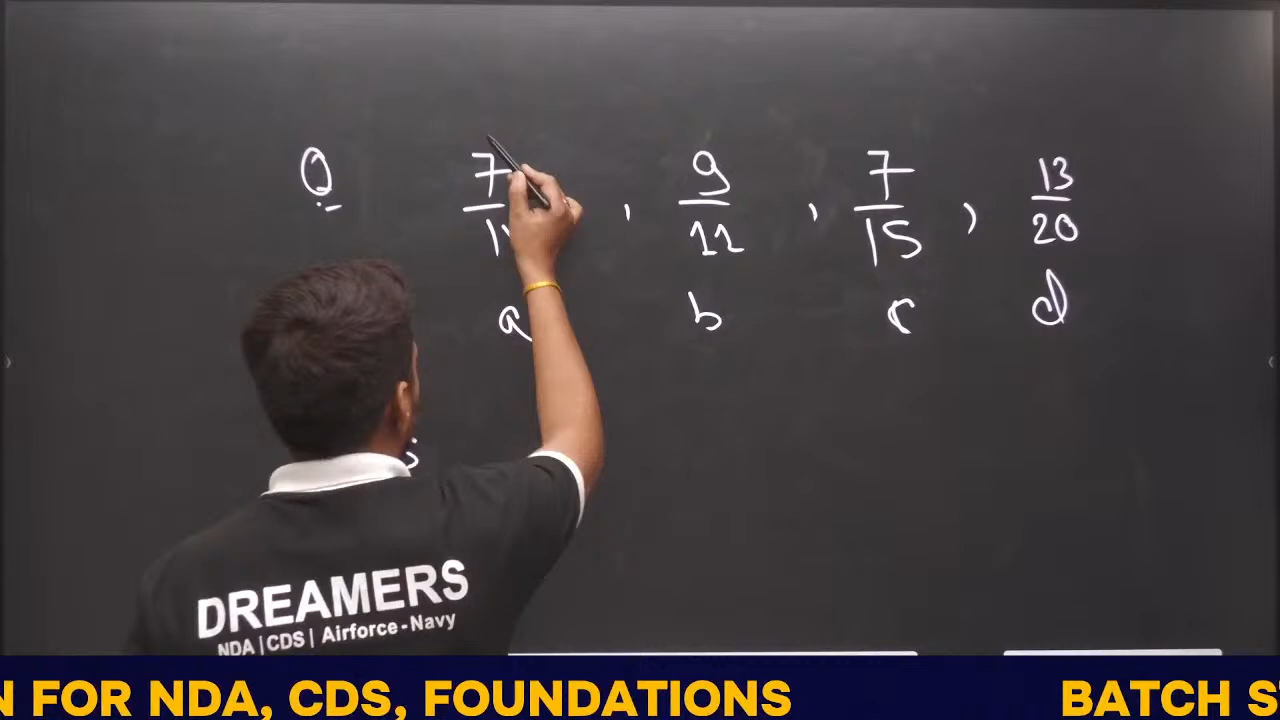 Q 7/1 , 9/11 , 7/15 , 13/20
a b c d
DREAMERS
NDA | CDS | Airforce - Navy
N FOR NDA, CDS, FOUNDATIONS BATCH S